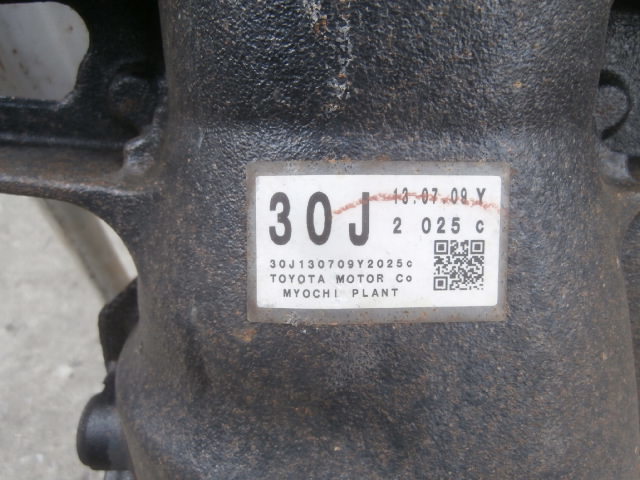 30J 13.07.09 Y
2 025 c
30J130709Y2025c
TOYOTA MOTOR Co
MYOCHI PLANT